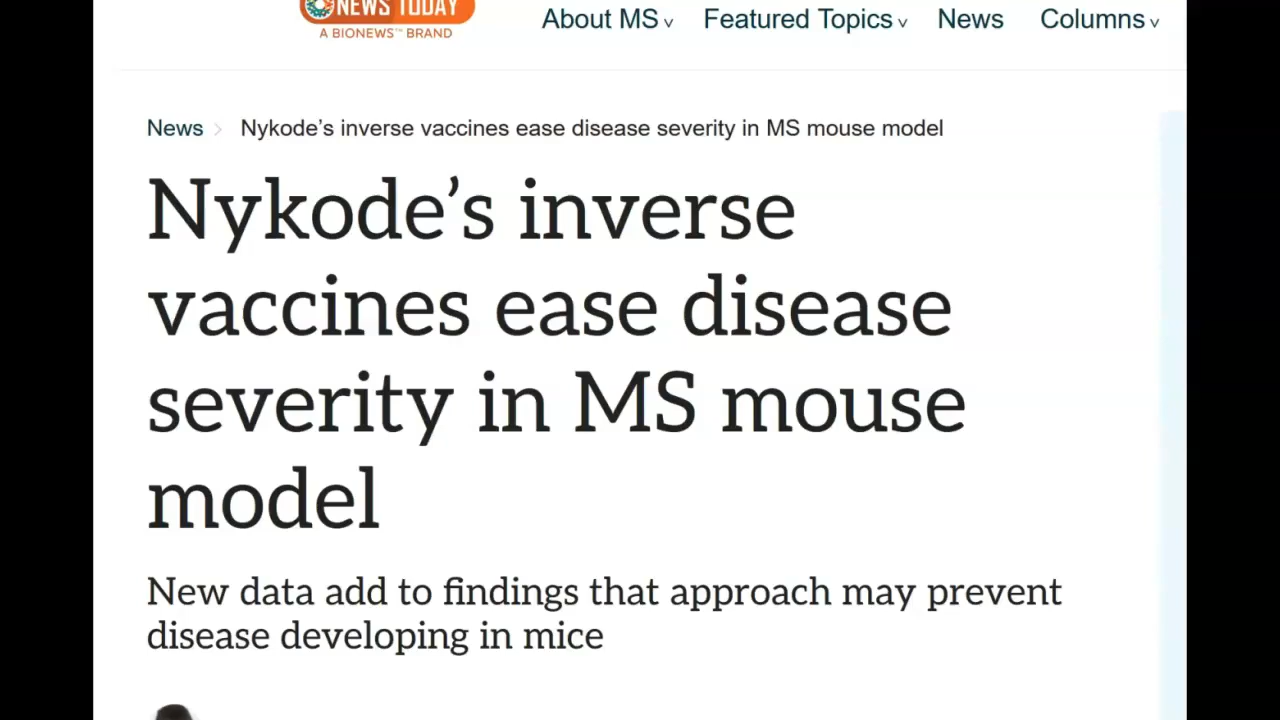 NEWS TODAY
A BIONEWS™ BRAND
About MS
Featured Topics
News
Columns
News > Nykode’s inverse vaccines ease disease severity in MS mouse model
Nykode’s inverse
vaccines ease disease
severity in MS mouse
model
New data add to findings that approach may prevent
disease developing in mice